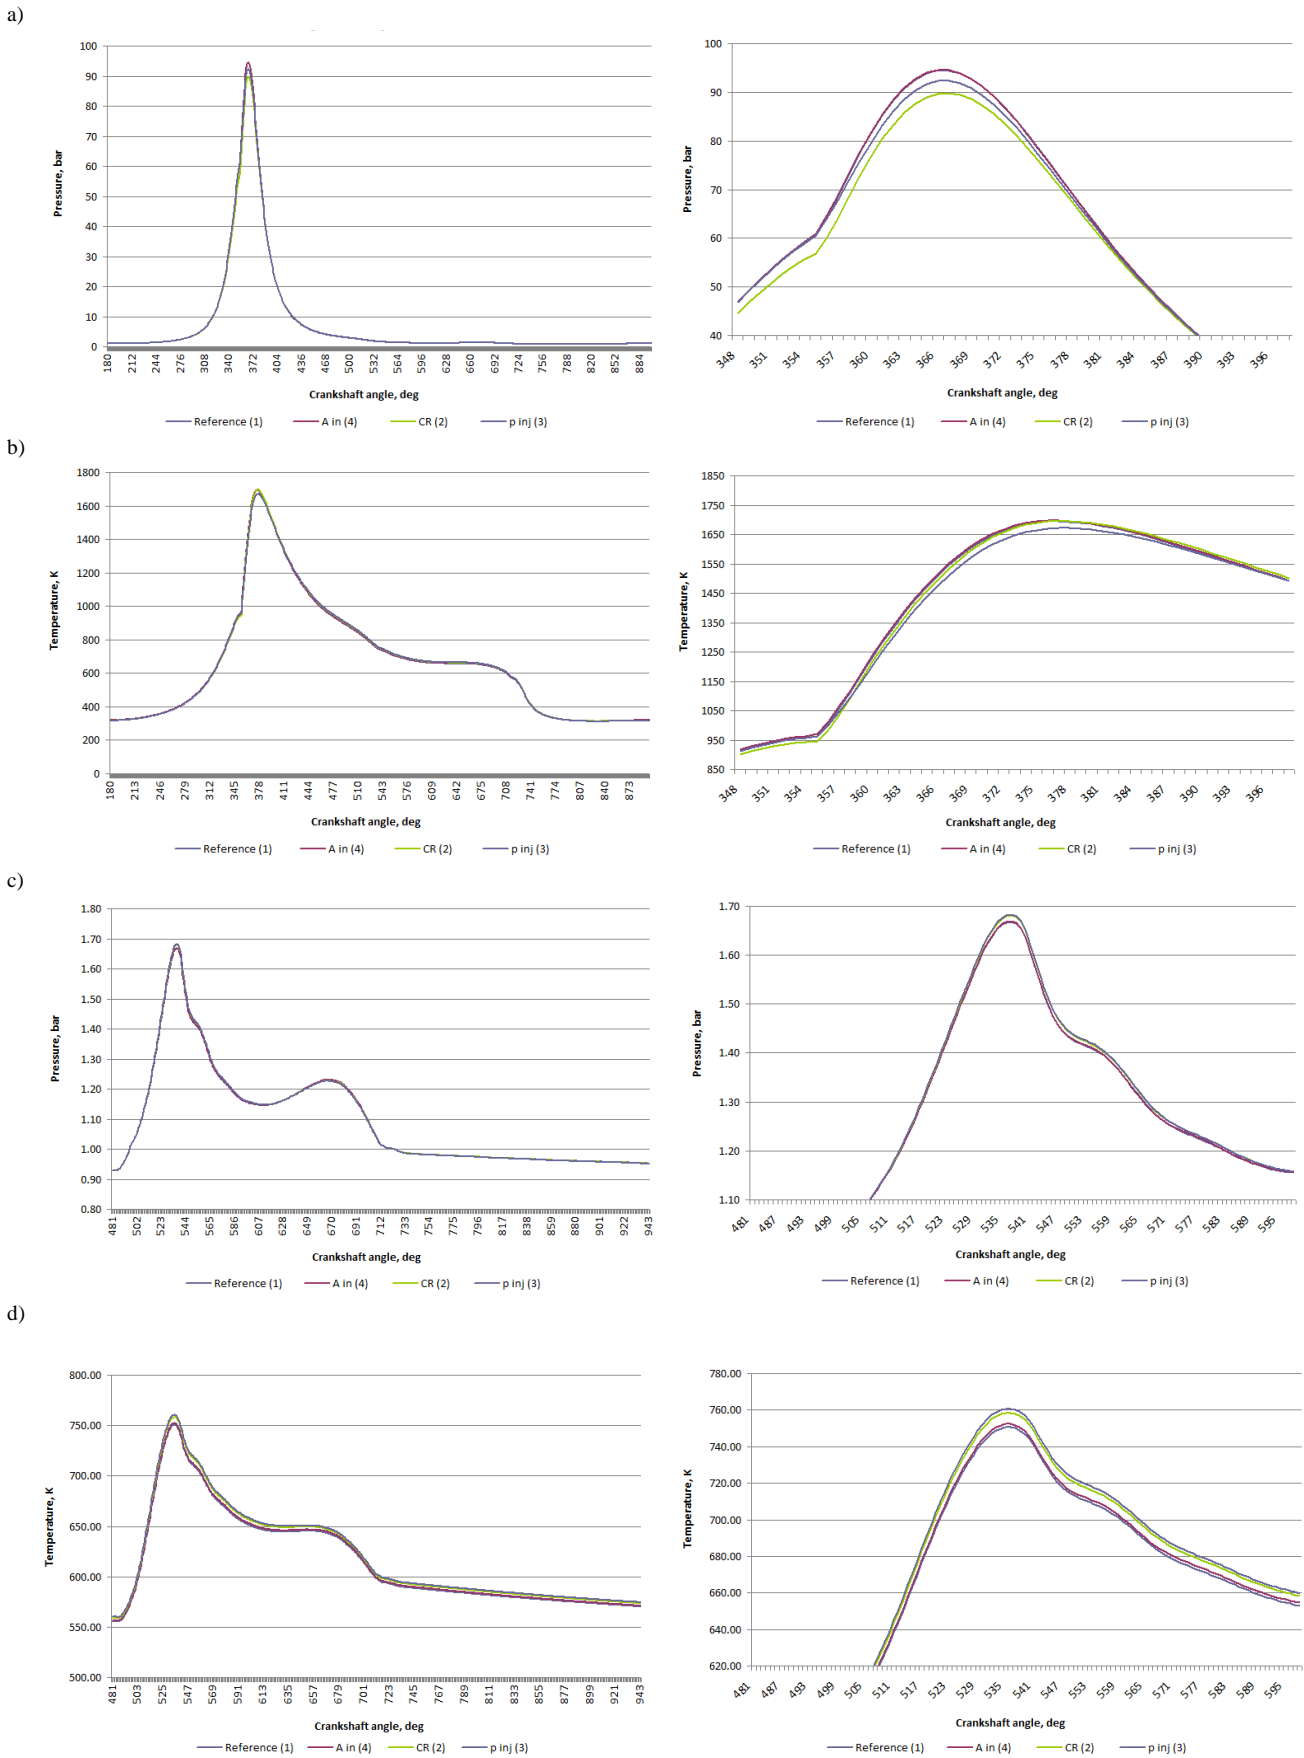 a)
Pressure, bar
100
90
80
70
60
50
40
30
20
10
0
180 212 244 276 308 340 372 404 436 468 500 532 564 596 628 660 692 724 756 788 820 852 884
Crankshaft angle, deg
Reference (1) A in (4) CR (2) p inj (3)
Pressure, bar
100
90
80
70
60
50
40
348 351 354 357 360 363 366 369 372 375 378 381 384 387 390 393 396
Crankshaft angle, deg
Reference (1) A in (4) CR (2) p inj (3)
b)
Temperature, K
1800
1600
1400
1200
1000
800
600
400
200
0
180 213 246 279 312 345 378 411 444 477 510 543 576 609 642 675 708 741 774 807 840 873
Crankshaft angle, deg
Reference (1) A in (4) CR (2) p inj (3)
Temperature, K
1850
1750
1650
1550
1450
1350
1250
1150
1050
950
850
348 351 354 357 360 363 366 369 372 375 378 381 384 387 390 393 396
Crankshaft angle, deg
Reference (1) A in (4) CR (2) p inj (3)
c)
Pressure, bar
1.80
1.70
1.60
1.50
1.40
1.30
1.20
1.10
1.00
0.90
0.80
481 502 523 544 565 586 607 628 649 670 691 712 733 754 775 796 817 838 859 880 901 922 943
Crankshaft angle, deg
Reference (1) A in (4) CR (2) p inj (3)
Pressure, bar
1.70
1.60
1.50
1.40
1.30
1.20
1.10
481 487 493 499 505 511 517 523 529 535 541 547 553 559 565 571 577 583 589 595
Crankshaft angle, deg
Reference (1) A in (4) CR (2) p inj (3)
d)
Temperature, K
800.00
750.00
700.00
650.00
600.00
550.00
500.00
481 503 525 547 569 591 613 635 657 679 701 723 745 767 789 811 833 855 877 899 921 943
Crankshaft angle, deg
Reference (1) A in (4) CR (2) p inj (3)
Temperature, K
780.00
760.00
740.00
720.00
700.00
680.00
660.00
640.00
620.00
481 487 493 499 505 511 517 523 529 535 541 547 553 559 565 571 577 583 589 595
Crankshaft angle, deg
Reference (1) A in (4) CR (2) p inj (3)